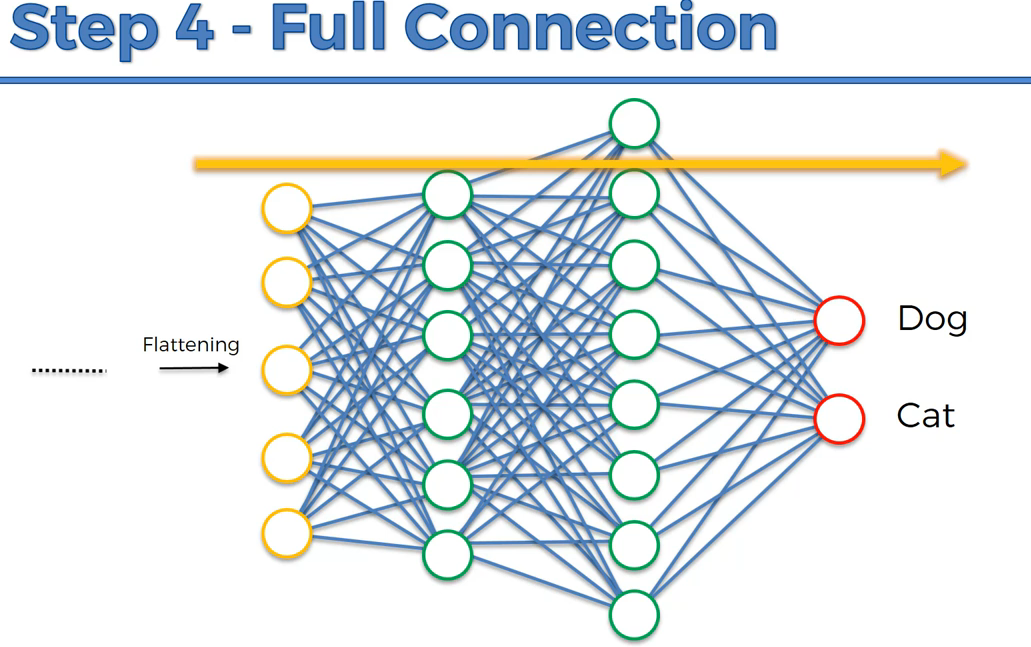 Step 4 - Full Connection
Flattening
Dog
Cat